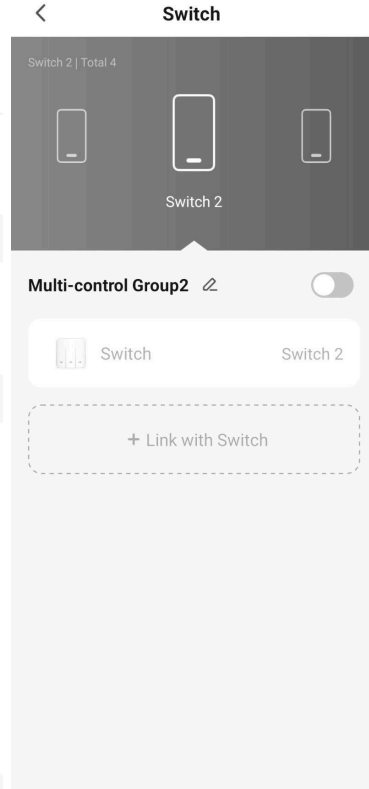 Switch
Switch 2 | Total 4
Switch 2
Multi-control Group2
Switch Switch 2
+ Link with Switch